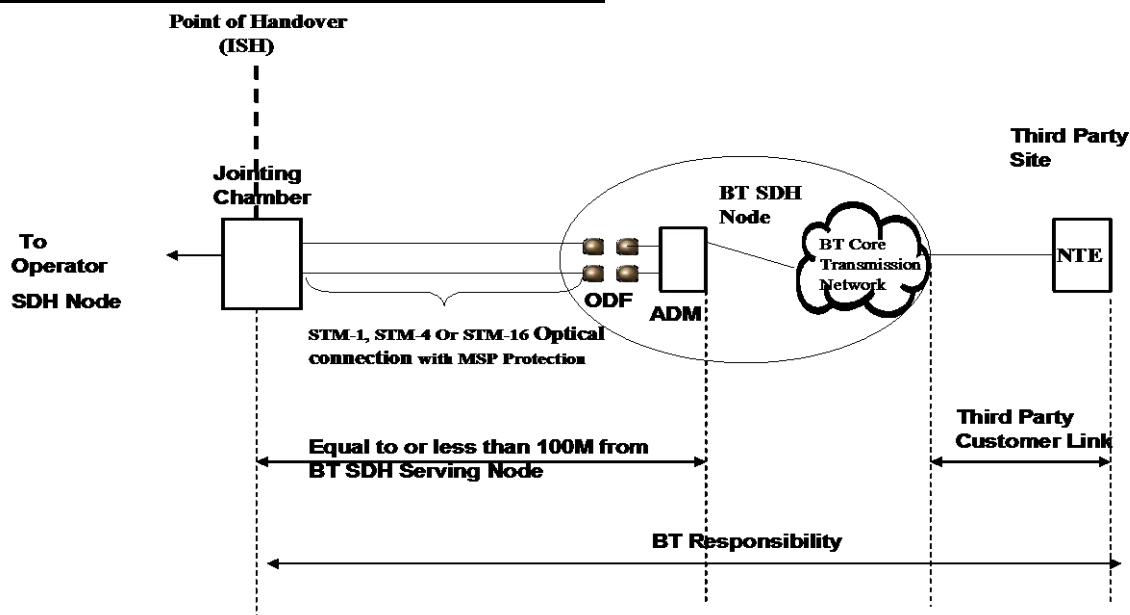 Point of Handover
(ISH)
Third Party
Site
Jointing
Chamber
BT SDH
Node
To
Operator
SDH Node
BT Core
Transmission
Network
NTE
ODF
ADM
STM-1, STM-4 Or STM-16 Optical
connection with MSP Protection
Third Party
Customer Link
Equal to or less than 100M from
BT SDH Serving Node
BT Responsibility